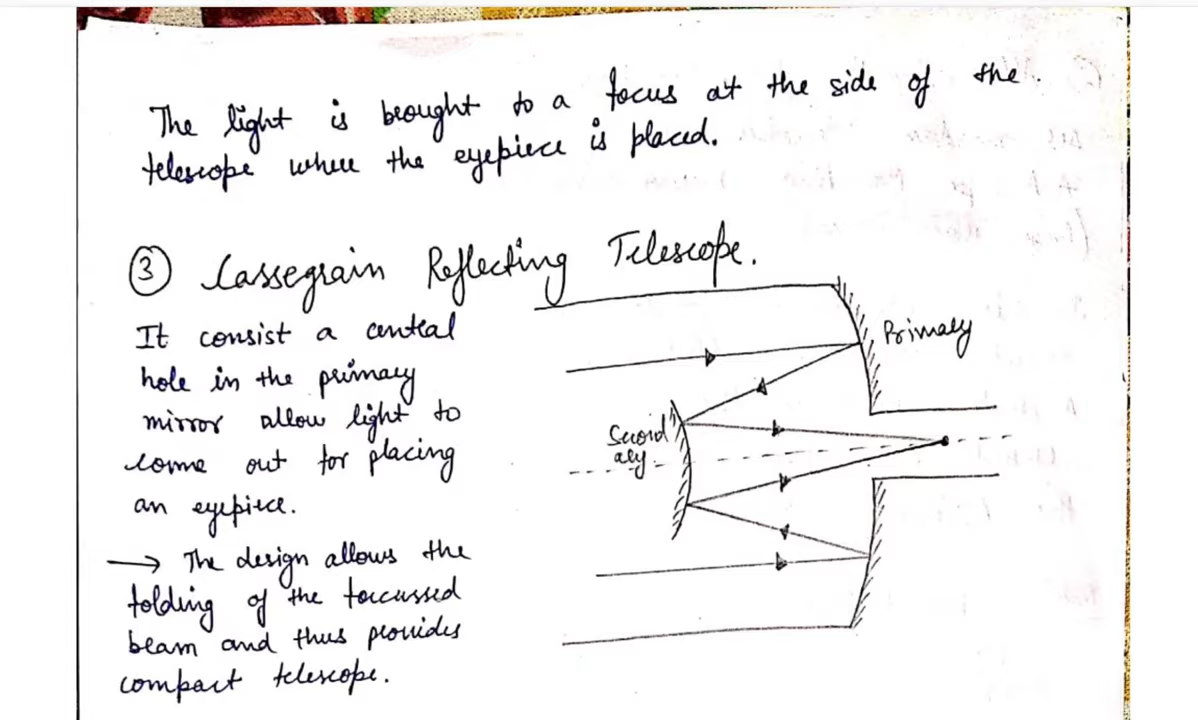 The light is brought to a focus at the side of the
telescope where the eyepiece is placed.
③ Cassegrain Reflecting Telescope.
It consist a central
hole in the primary
mirror allow light to
come out for placing
an eyepiece.
→ The design allows the
folding of the foccussed
beam and thus provides
compact telescope.
Primary
Second
ary